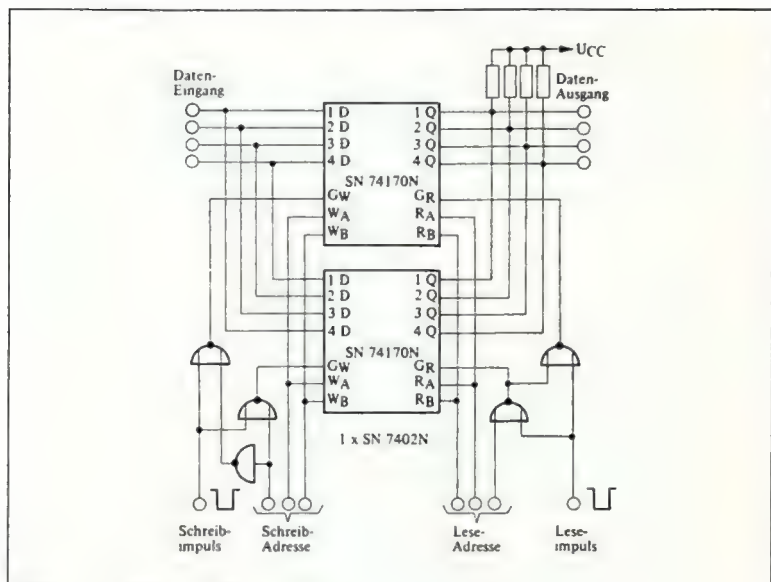 UCC
Daten-
Eingang
Daten-
Ausgang
1 D
2 D
3 D
4 D
1 Q
2 Q
3 Q
4 Q
SN 74170N
GW
WA
WB
GR
RA
RB
1 D
2 D
3 D
4 D
1 Q
2 Q
3 Q
4 Q
SN 74170N
GW
WA
WB
GR
RA
RB
1 x SN 7402N
Schreib-
impuls
Schreib-
Adresse
Lese-
Adresse
Lese-
impuls